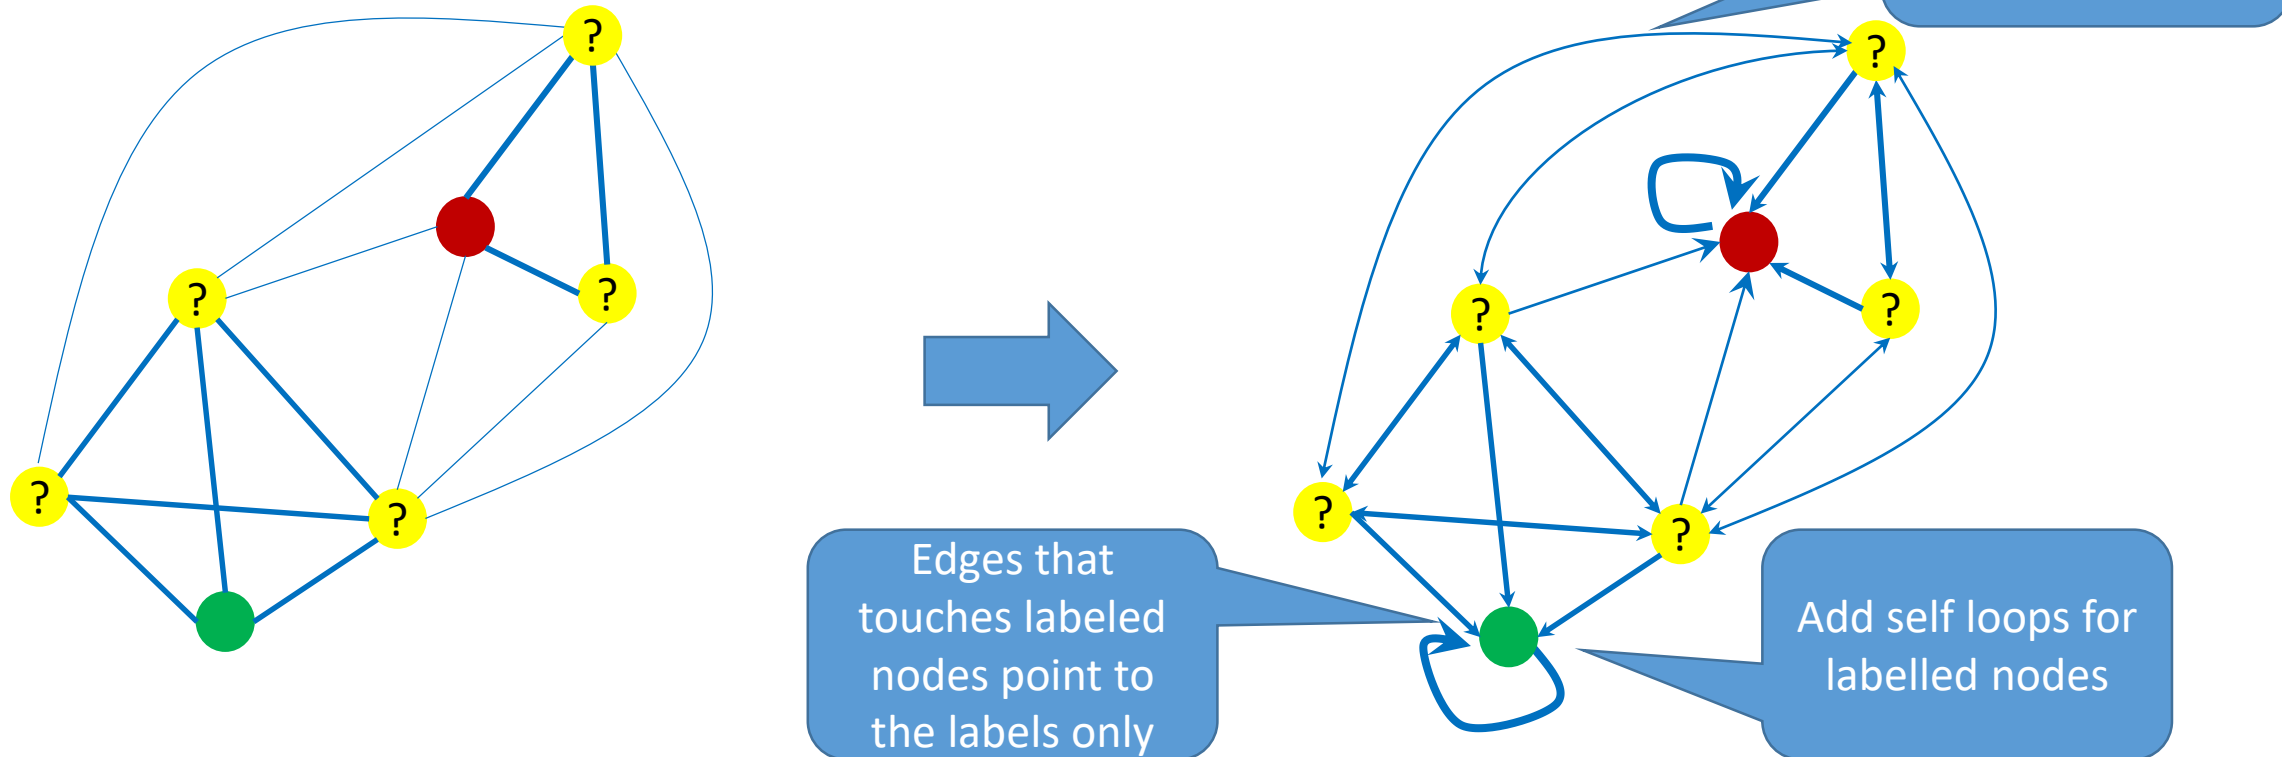 ?
?
?
?
?
?
?
?
?
?
Edges that
touches labeled
nodes point to
the labels only
Add self loops for
labelled nodes